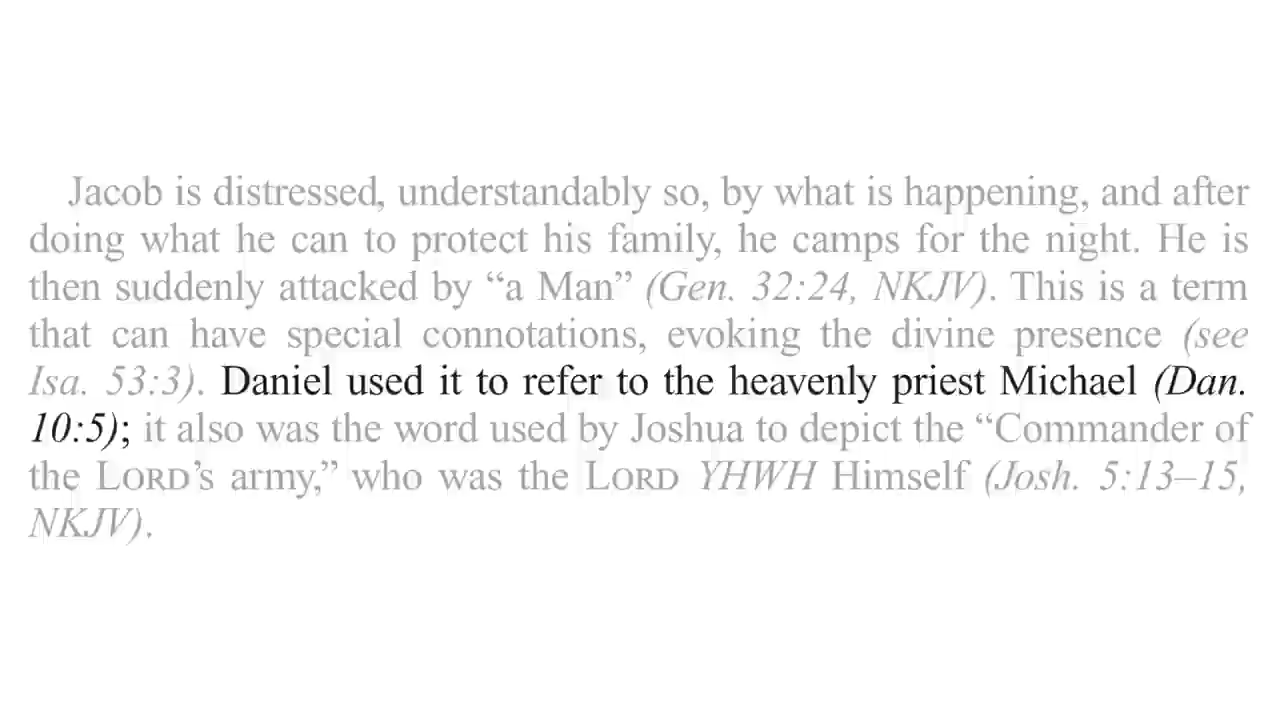 Jacob is distressed, understandably so, by what is happening, and after
doing what he can to protect his family, he camps for the night. He is
then suddenly attacked by “a Man” (Gen. 32:24, NKJV). This is a term
that can have special connotations, evoking the divine presence (see
Isa. 53:3). Daniel used it to refer to the heavenly priest Michael (Dan.
10:5); it also was the word used by Joshua to depict the “Commander of
the LORD’s army,” who was the LORD YHWH Himself (Josh. 5:13–15,
NKJV).